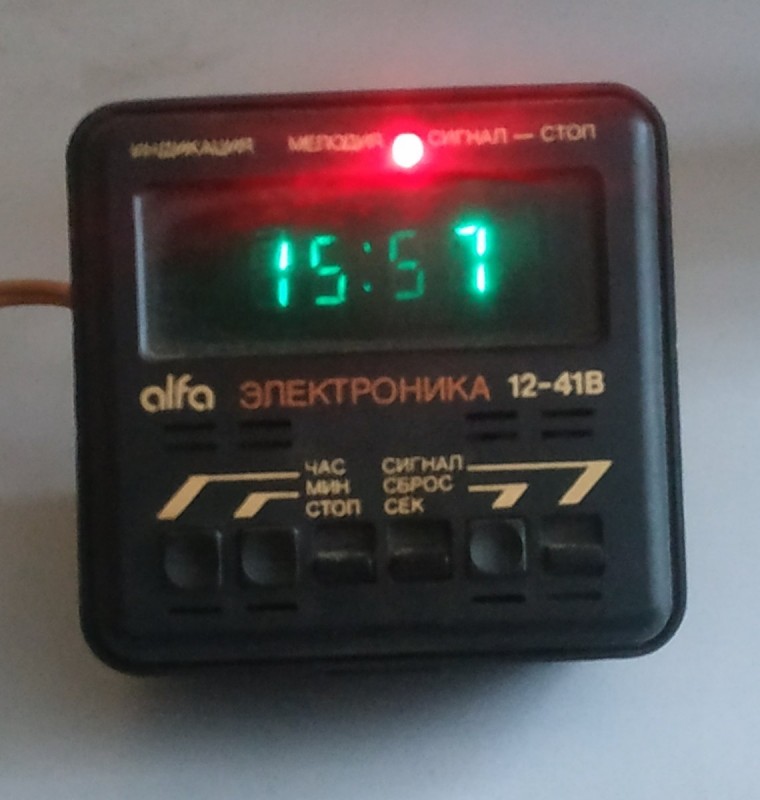 ИНДИКАЦИЯ МЕЛОДИЯ СИГНАЛ — СТОП
15:57
alfa ЭЛЕКТРОНИКА 12-41В
ЧАС СИГНАЛ
МИН СБРОС
СТОП СЕК